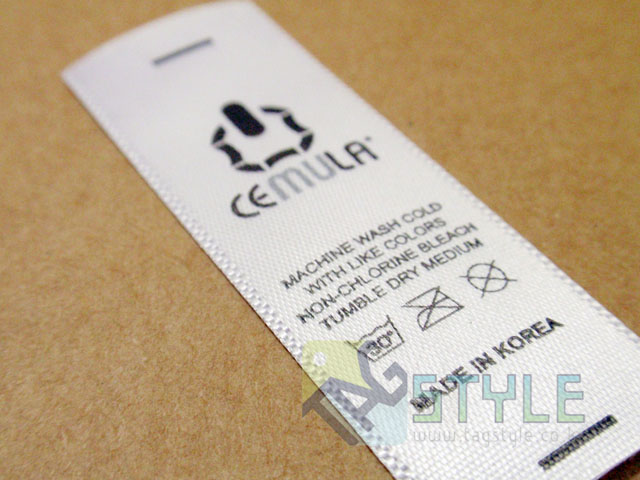 CEMULA
MACHINE WASH COLD
WITH LIKE COLORS
NON-CHLORINE BLEACH
TUMBLE DRY MEDIUM
30°
MADE IN KOREA
TAG STYLE
www.tagstyle.cn